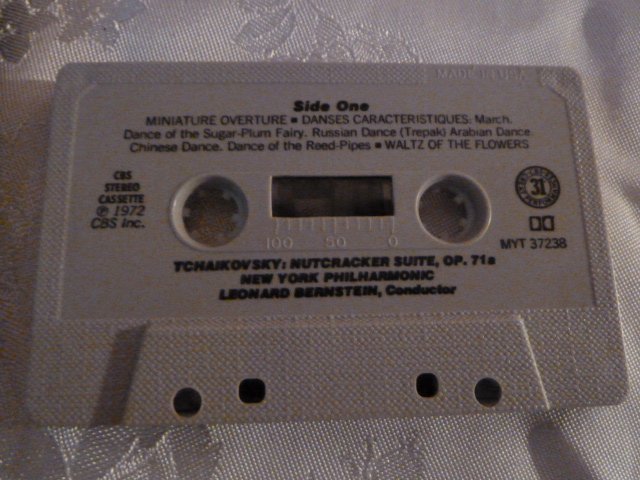 MADE IN U.S.A.
Side One
MINIATURE OVERTURE ▪ DANSES CARACTERISTIQUES: March.
Dance of the Sugar-Plum Fairy. Russian Dance (Trepak) Arabian Dance.
Chinese Dance. Dance of the Reed-Pipes ▪ WALTZ OF THE FLOWERS
CBS
STEREO
CASSETTE
℗ 1972
CBS Inc.
31
MYT 37238
100 50 0
TCHAIKOVSKY: NUTCRACKER SUITE, OP. 71a
NEW YORK PHILHARMONIC
LEONARD BERNSTEIN, Conductor